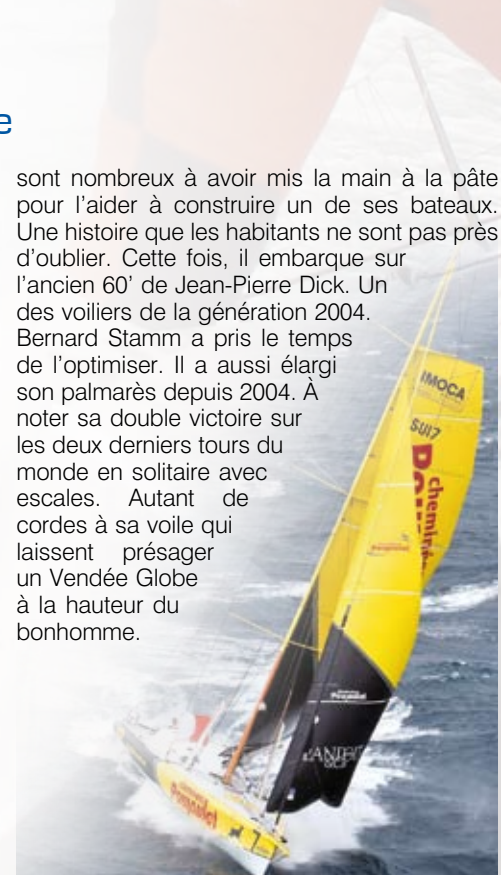 e
sont nombreux à avoir mis la main à la pâte
pour l’aider à construire un de ses bateaux.
Une histoire que les habitants ne sont pas près
d’oublier. Cette fois, il embarque sur
l’ancien 60’ de Jean-Pierre Dick. Un
des voiliers de la génération 2004.
Bernard Stamm a pris le temps
de l’optimiser. Il a aussi élargi
son palmarès depuis 2004. À
noter sa double victoire sur
les deux derniers tours du
monde en solitaire avec
escales. Autant de
cordes à sa voile qui
laissent présager
un Vendée Globe
à la hauteur du
bonhomme.
IMOCA
SUI7
7